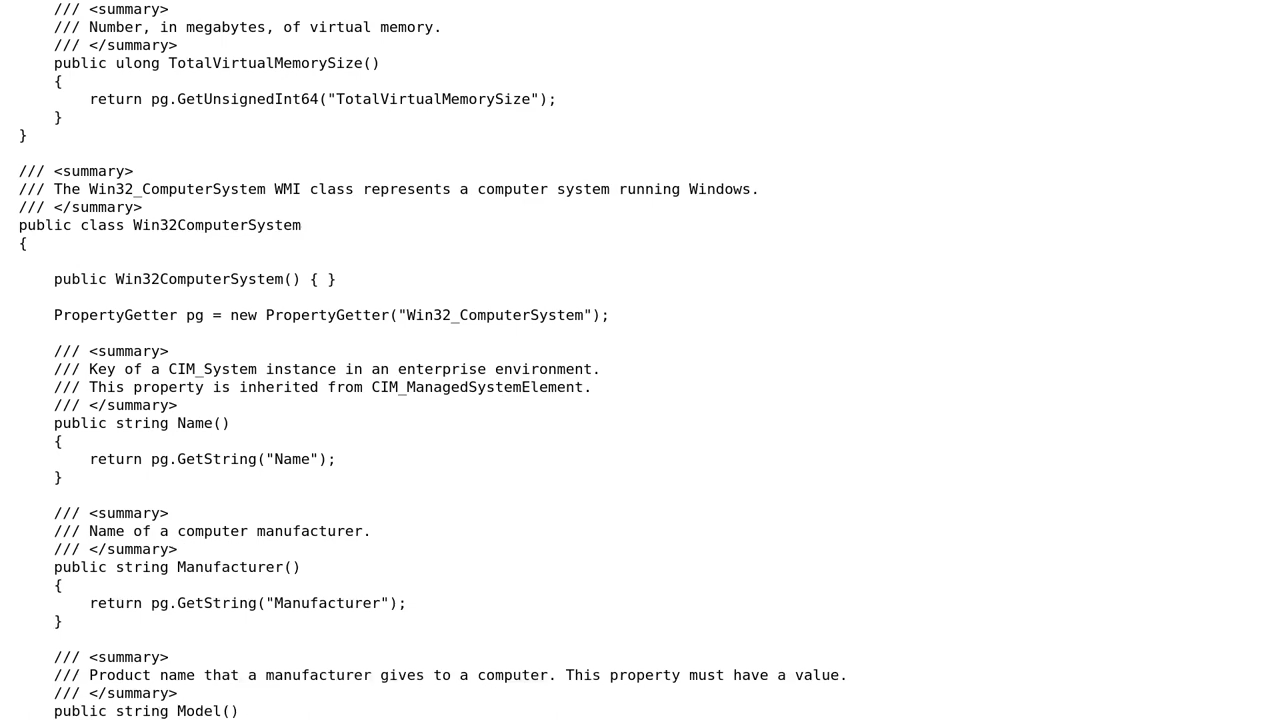 /// <summary>
    /// Number, in megabytes, of virtual memory.
    /// </summary>
    public ulong TotalVirtualMemorySize()
    {
        return pg.GetUnsignedInt64("TotalVirtualMemorySize");
    }
}

/// <summary>
/// The Win32_ComputerSystem WMI class represents a computer system running Windows.
/// </summary>
public class Win32ComputerSystem
{

    public Win32ComputerSystem() { }

    PropertyGetter pg = new PropertyGetter("Win32_ComputerSystem");

    /// <summary>
    /// Key of a CIM_System instance in an enterprise environment.
    /// This property is inherited from CIM_ManagedSystemElement.
    /// </summary>
    public string Name()
    {
        return pg.GetString("Name");
    }

    /// <summary>
    /// Name of a computer manufacturer.
    /// </summary>
    public string Manufacturer()
    {
        return pg.GetString("Manufacturer");
    }

    /// <summary>
    /// Product name that a manufacturer gives to a computer. This property must have a value.
    /// </summary>
    public string Model()